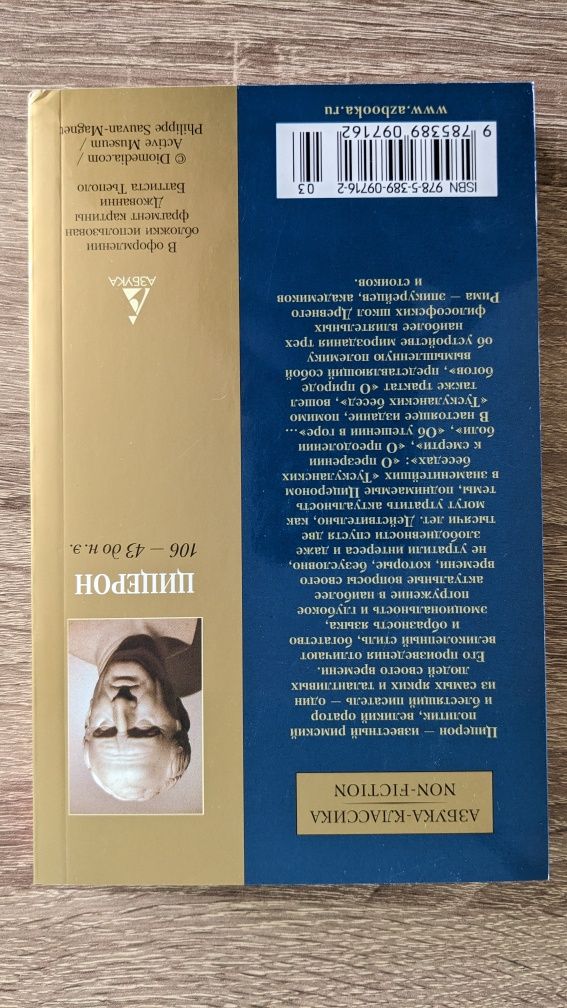 АЗБУКА-КЛАССИКА
NON-FICTION
Цицерон — известный римский
политик, великий оратор
и блестящий писатель — один
из самых ярких и талантливых
людей своего времени.
Его произведения отличают
великолепный стиль, богатство
и образность языка,
эмоциональность и глубокое
погружение в наиболее
актуальные вопросы своего
времени, которые, безусловно,
не утратили интереса и даже
злободневности спустя две
тысячи лет. Действительно, как
могут утратить актуальность
темы, поднимаемые Цицероном
в знаменитейших «Тускуланских
беседах»: «О презрении
к смерти», «О преодолении
боли», «Об утешении в горе»...
В настоящее издание, помимо
«Тускуланских бесед», вошел
также трактат «О природе
богов», представляющий собой
вымышленную полемику
об устройстве мироздания трех
наиболее влиятельных
философских школ Древнего
Рима — эпикурейцев, академиков
и стоиков.
ISBN 978-5-389-09716-2
03
9 785389 097162
www.azbooka.ru
ЦИЦЕРОН
106 — 43 до н. э.
АЗБУКА
В оформлении
обложки использован
фрагмент картины
Джованни
Баттиста Тьеполо
© Diomedia.com /
Active Museum /
Philippe Sauvan-Magnet